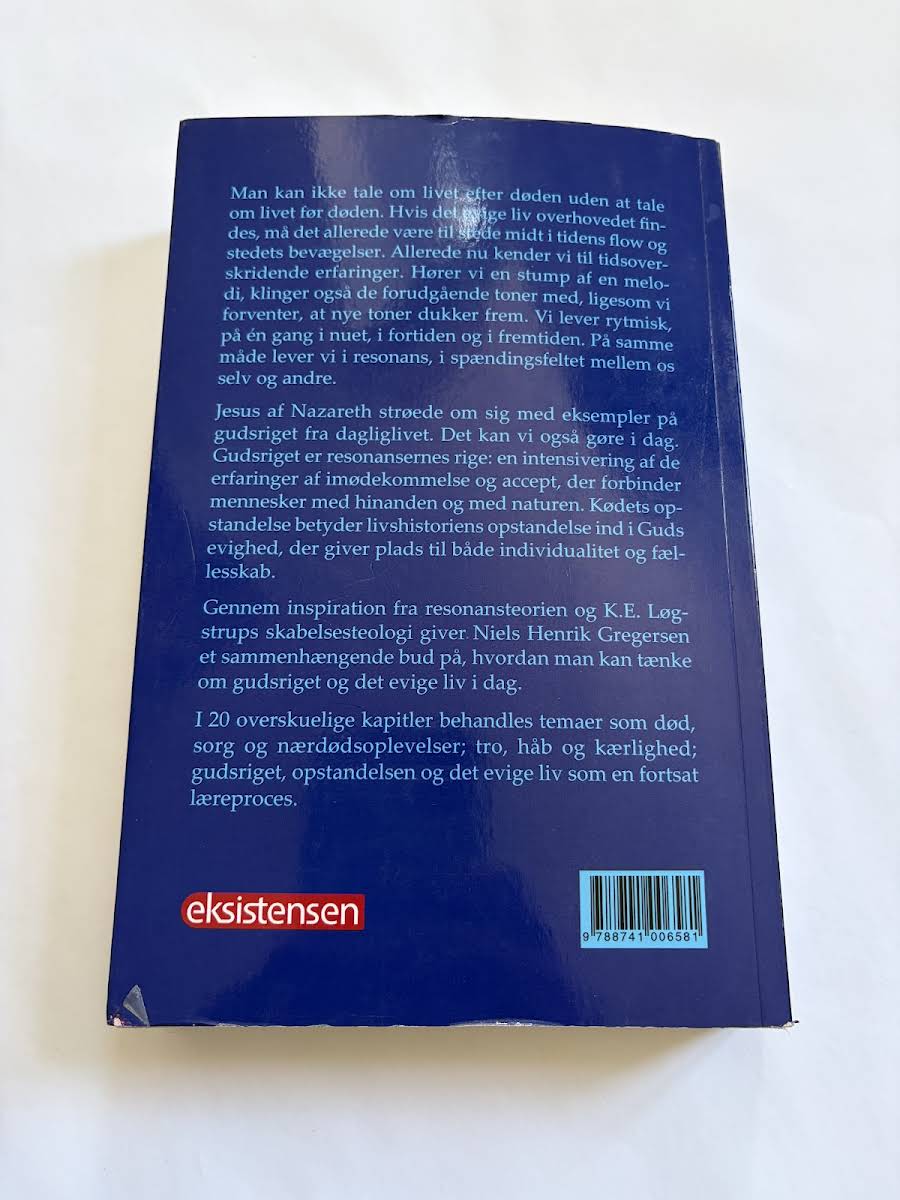 Man kan ikke tale om livet efter døden uden at tale
om livet før døden. Hvis det evige liv overhovedet fin-
des, må det allerede være til stede midt i tidens flow og
stedets bevægelser. Allerede nu kender vi til tidsover-
skridende erfaringer. Hører vi en stump af en melo-
di, klinger også de forudgående toner med, ligesom vi
forventer, at nye toner dukker frem. Vi lever rytmisk,
på én gang i nuet, i fortiden og i fremtiden. På samme
måde lever vi i resonans, i spændingsfeltet mellem os
selv og andre.
Jesus af Nazareth strøede om sig med eksempler på
gudsriget fra dagliglivet. Det kan vi også gøre i dag.
Gudsriget er resonansernes rige: en intensivering af de
erfaringer af imødekommelse og accept, der forbinder
mennesker med hinanden og med naturen. Kødets op-
standelse betyder livshistoriens opstandelse ind i Guds
evighed, der giver plads til både individualitet og fæl-
lesskab.
Gennem inspiration fra resonansteorien og K.E. Løg-
strups skabelsesteologi giver Niels Henrik Gregersen
et sammenhængende bud på, hvordan man kan tænke
om gudsriget og det evige liv i dag.
I 20 overskuelige kapitler behandles temaer som død,
sorg og nærdødsoplevelser; tro, håb og kærlighed;
gudsriget, opstandelsen og det evige liv som en fortsat
læreproces.
eksistensen
9 788741 006581